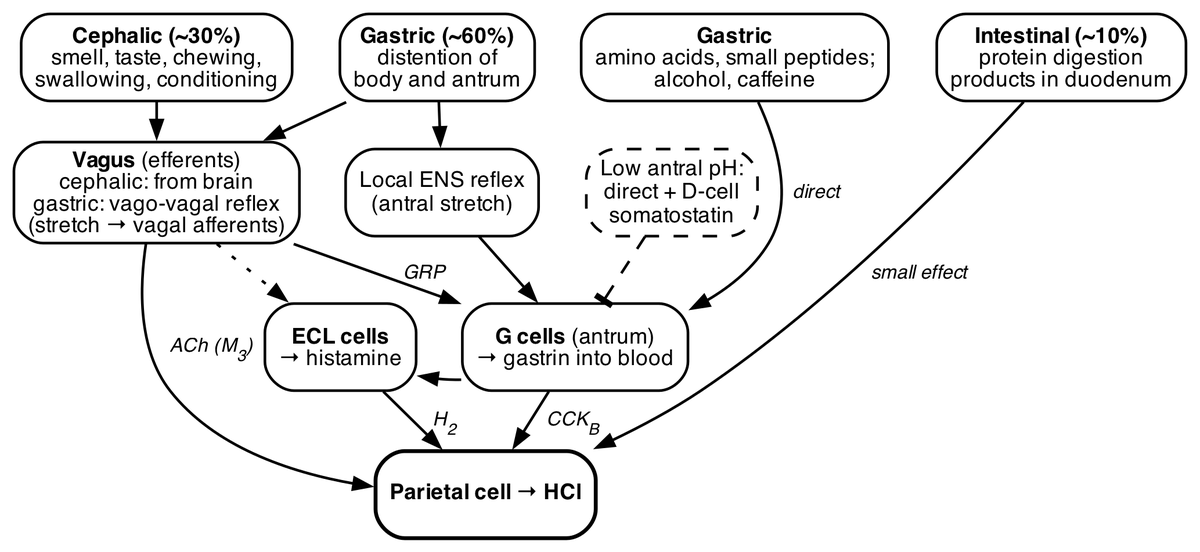 Cephalic (~30%)
smell, taste, chewing,
swallowing, conditioning
Gastric (~60%)
distention of
body and antrum
Gastric
amino acids, small peptides;
alcohol, caffeine
Intestinal (~10%)
protein digestion
products in duodenum
Vagus (efferents)
cephalic: from brain
gastric: vago-vagal reflex
(stretch → vagal afferents)
Local ENS reflex
(antral stretch)
Low antral pH:
direct + D-cell
somatostatin
direct
GRP
small effect
ACh (M3)
ECL cells
→ histamine
G cells (antrum)
→ gastrin into blood
H2
CCKB
Parietal cell → HCl